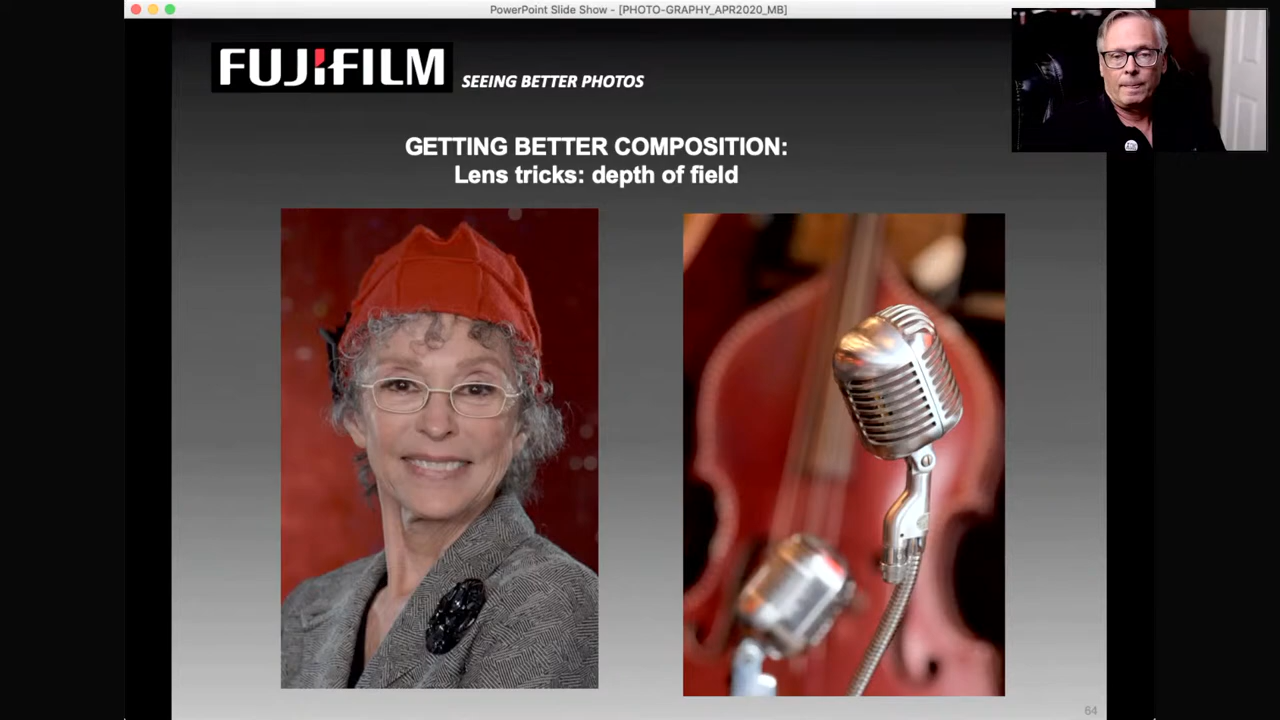 PowerPoint Slide Show - [PHOTO-GRAPHY_APR2020_MB]
FUJIFILM
SEEING BETTER PHOTOS
GETTING BETTER COMPOSITION:
Lens tricks: depth of field
64